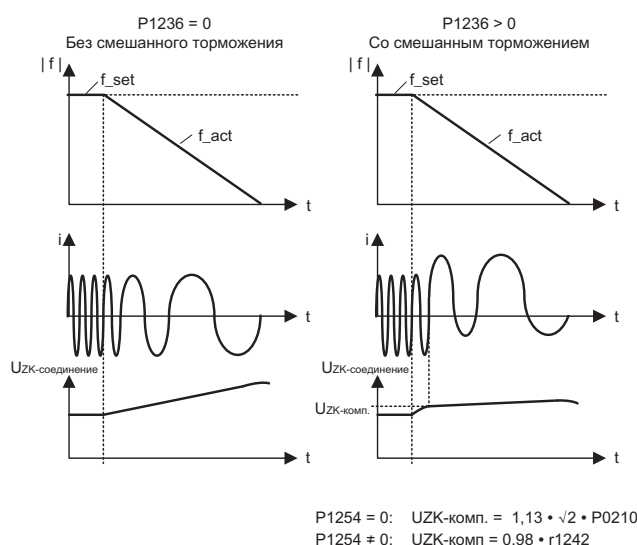 P1236 = 0
Без смешанного торможения
| f |
f_set
f_act
t
i
t
UZK-соединение
t
P1236 > 0
Со смешанным торможением
| f |
f_set
f_act
t
i
t
UZK-соединение
UZK-комп.
t
P1254 = 0: UZK-комп. = 1,13 • √2 • P0210
P1254 ≠ 0: UZK-комп = 0.98 • r1242